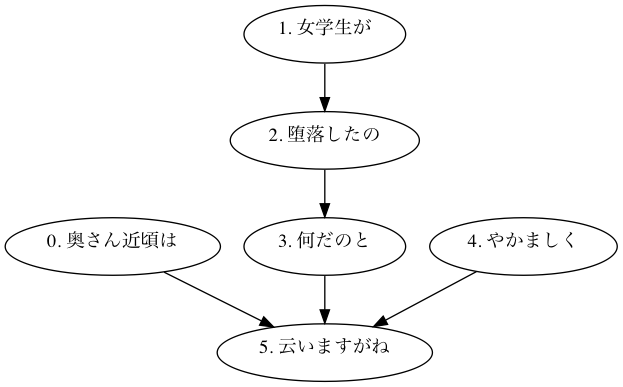 1. 女学生が
2. 堕落したの
0. 奥さん近頃は
3. 何だのと
4. やかましく
5. 云いますがね